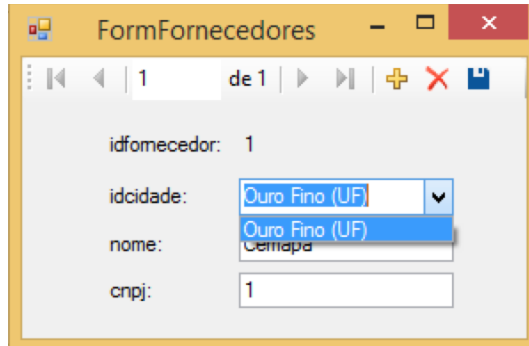 FormFornecedores
1 de 1
idfornecedor: 1
idcidade: Ouro Fino (UF)
Ouro Fino (UF)
nome: Cemapa
cnpj: 1